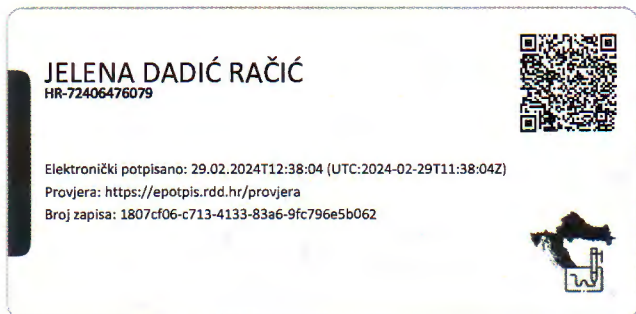 JELENA DADIĆ RAČIĆ
HR-72406476079
Elektronički potpisano: 29.02.2024T12:38:04 (UTC:2024-02-29T11:38:04Z)
Provjera: https://epotpis.rdd.hr/provjera
Broj zapisa: 1807cf06-c713-4133-83a6-9fc796e5b062